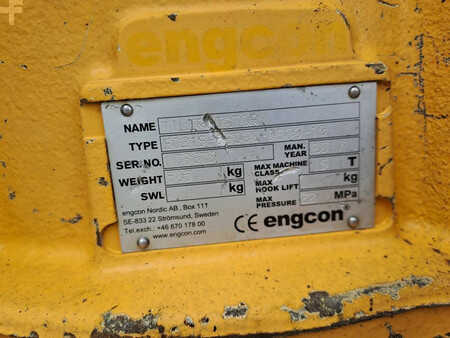 engcon
NAME
TYPE
SER.NO. MAN. YEAR
WEIGHT kg MAX MACHINE CLASS T
SWL kg MAX HOOK LIFT kg
MAX PRESSURE MPa
engcon Nordic AB, Box 111
SE-833 22 Strömsund, Sweden
Tel.exch.: +46 670 178 00
www.engcon.com
CE engcon